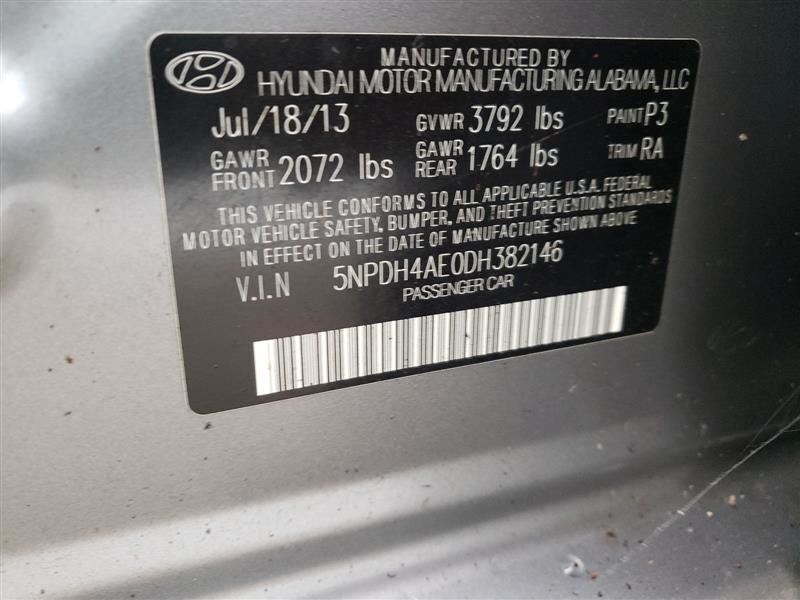 MANUFACTURED BY
HYUNDAI MOTOR MANUFACTURING ALABAMA, LLC
Jul/18/13 GVWR 3792 lbs PAINT P3
GAWR FRONT 2072 lbs GAWR REAR 1764 lbs TRIM RA
THIS VEHICLE CONFORMS TO ALL APPLICABLE U.S.A. FEDERAL
MOTOR VEHICLE SAFETY, BUMPER, AND THEFT PREVENTION STANDARDS
IN EFFECT ON THE DATE OF MANUFACTURE SHOWN ABOVE
V.I.N 5NPDH4AE0DH382146
PASSENGER CAR